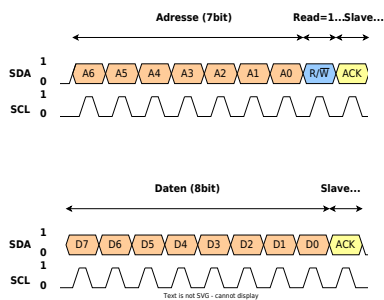 Adresse (7bit) Read=1... Slave...
1
SDA A6 A5 A4 A3 A2 A1 A0 R/W̅ ACK
0
1
SCL
0
Daten (8bit) Slave...
1
SDA D7 D6 D5 D4 D3 D2 D1 D0 ACK
0
1
SCL
0
Text is not SVG - cannot display